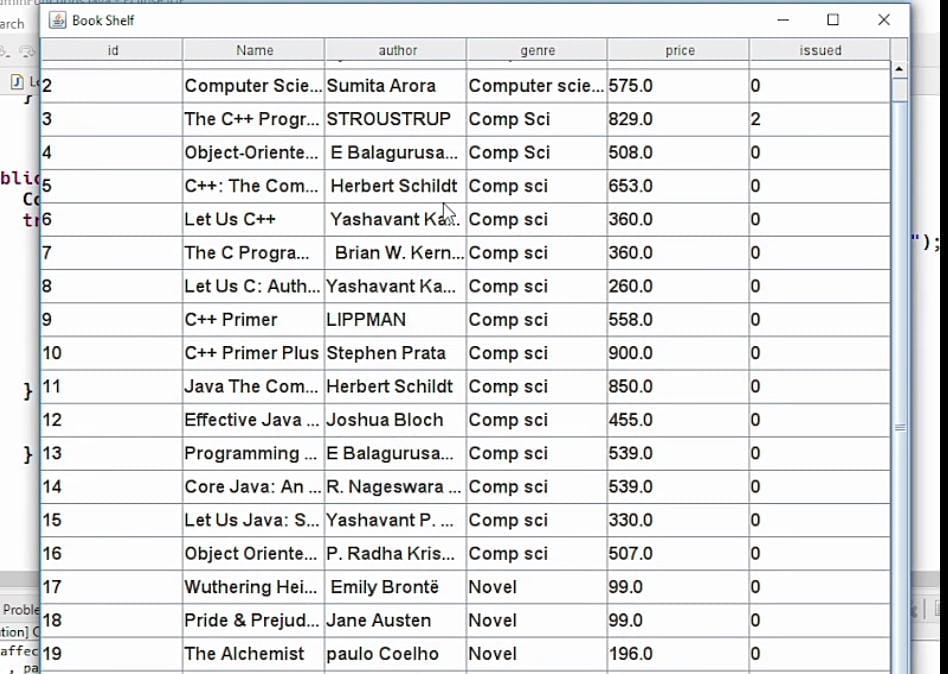 Book Shelf
arch
id Name author genre price issued
2 Computer Scie... Sumita Arora Computer scie... 575.0 0
3 The C++ Progr... STROUSTRUP Comp Sci 829.0 2
4 Object-Oriente... E Balagurusa... Comp Sci 508.0 0
5 C++: The Com... Herbert Schildt Comp sci 653.0 0
6 Let Us C++ Yashavant Ka... Comp sci 360.0 0
7 The C Progra... Brian W. Kern... Comp sci 360.0 0
8 Let Us C: Auth... Yashavant Ka... Comp sci 260.0 0
9 C++ Primer LIPPMAN Comp sci 558.0 0
10 C++ Primer Plus Stephen Prata Comp sci 900.0 0
11 Java The Com... Herbert Schildt Comp sci 850.0 0
12 Effective Java ... Joshua Bloch Comp sci 455.0 0
13 Programming ... E Balagurusa... Comp sci 539.0 0
14 Core Java: An ... R. Nageswara ... Comp sci 539.0 0
15 Let Us Java: S... Yashavant P. ... Comp sci 330.0 0
16 Object Oriente... P. Radha Kris... Comp sci 507.0 0
17 Wuthering Hei... Emily Brontë Novel 99.0 0
18 Pride & Prejud... Jane Austen Novel 99.0 0
19 The Alchemist paulo Coelho Novel 196.0 0
blic
tr
");
}
}
Proble
tion] C
affec
, pa